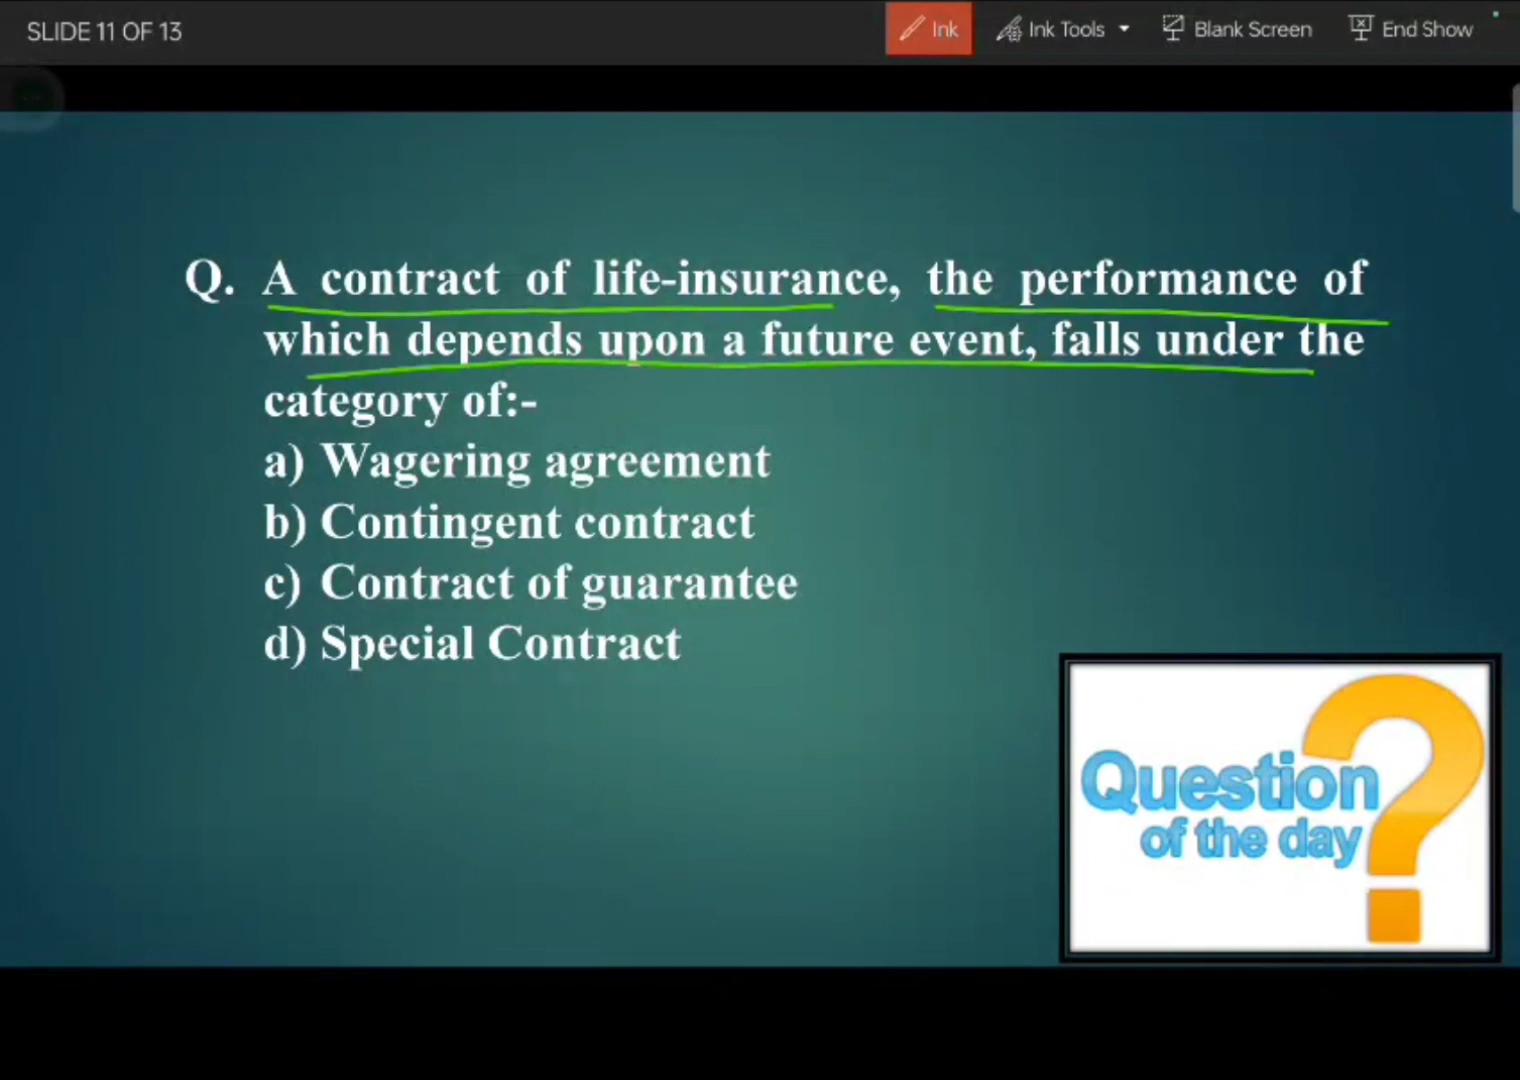 SLIDE 11 OF 13
Ink
Ink Tools
Blank Screen
End Show
Q. A contract of life-insurance, the performance of
which depends upon a future event, falls under the
category of:-
a) Wagering agreement
b) Contingent contract
c) Contract of guarantee
d) Special Contract
Question
of the day
?